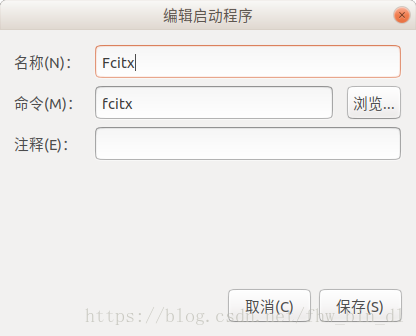 编辑启动程序
名称(N)： Fcitx
命令(M)： fcitx 浏览...
注释(E)：
取消(C) 保存(S)